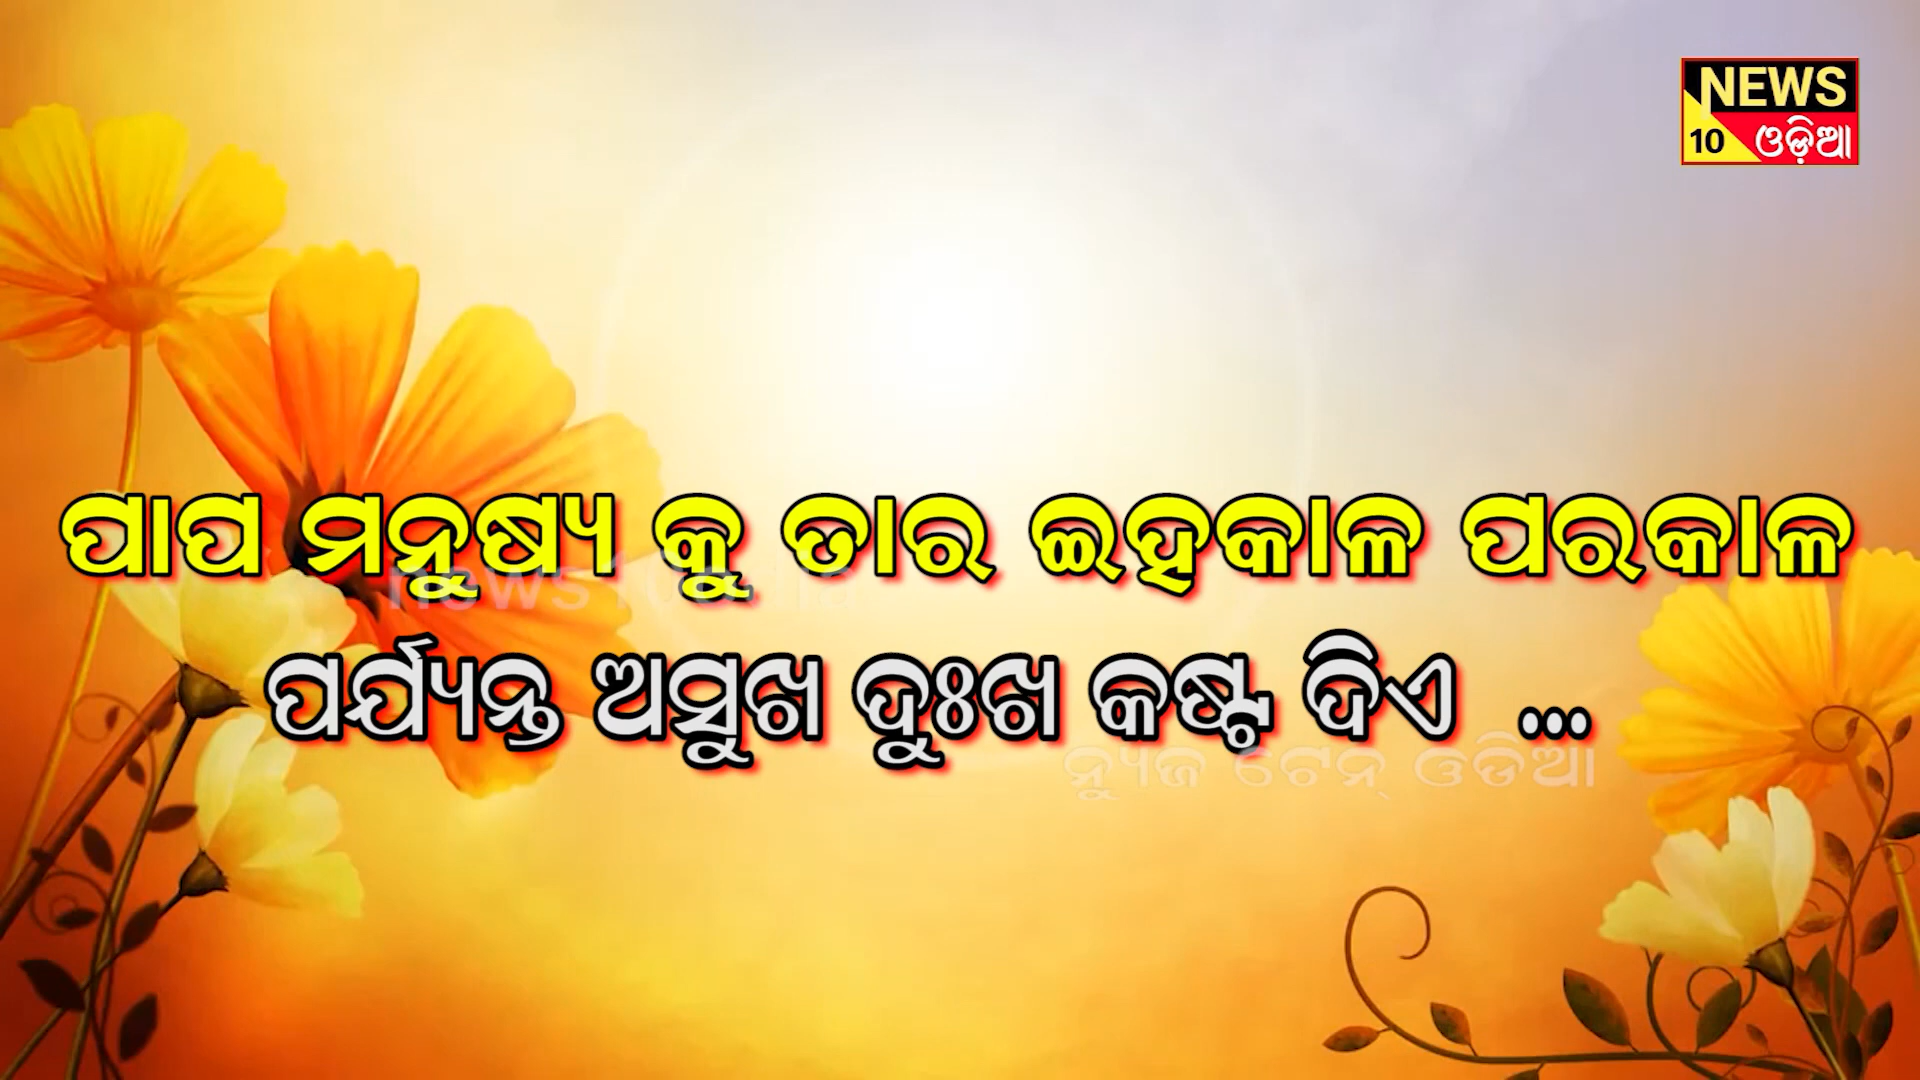 NEWS
10 ଓଡ଼ିଆ
ପାପ ମନୁଷ୍ୟ କୁ ତାର ଇହକାଳ ପରକାଳ
ପର୍ଯ୍ୟନ୍ତ ଅସୁଖ ଦୁଃଖ କଷ୍ଟ ଦିଏ ...
ନ୍ୟୁଜ ଟେନ୍ ଓଡିଆ